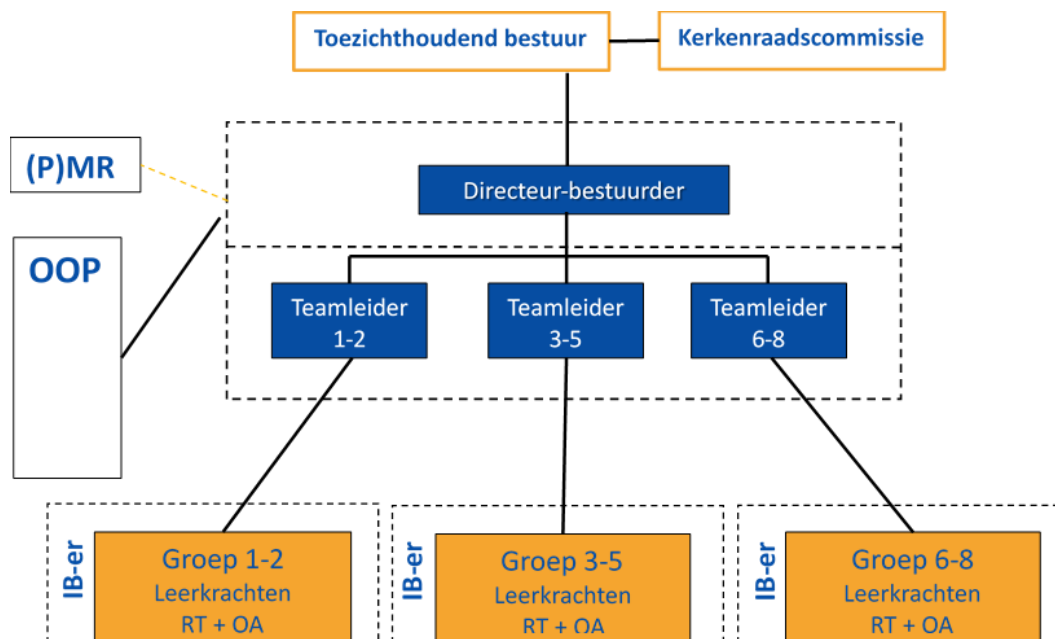 Toezichthoudend bestuur
Kerkenraadscommissie
(P)MR
Directeur-bestuurder
OOP
Teamleider
1-2
Teamleider
3-5
Teamleider
6-8
IB-er
Groep 1-2
Leerkrachten
RT + OA
IB-er
Groep 3-5
Leerkrachten
RT + OA
IB-er
Groep 6-8
Leerkrachten
RT + OA